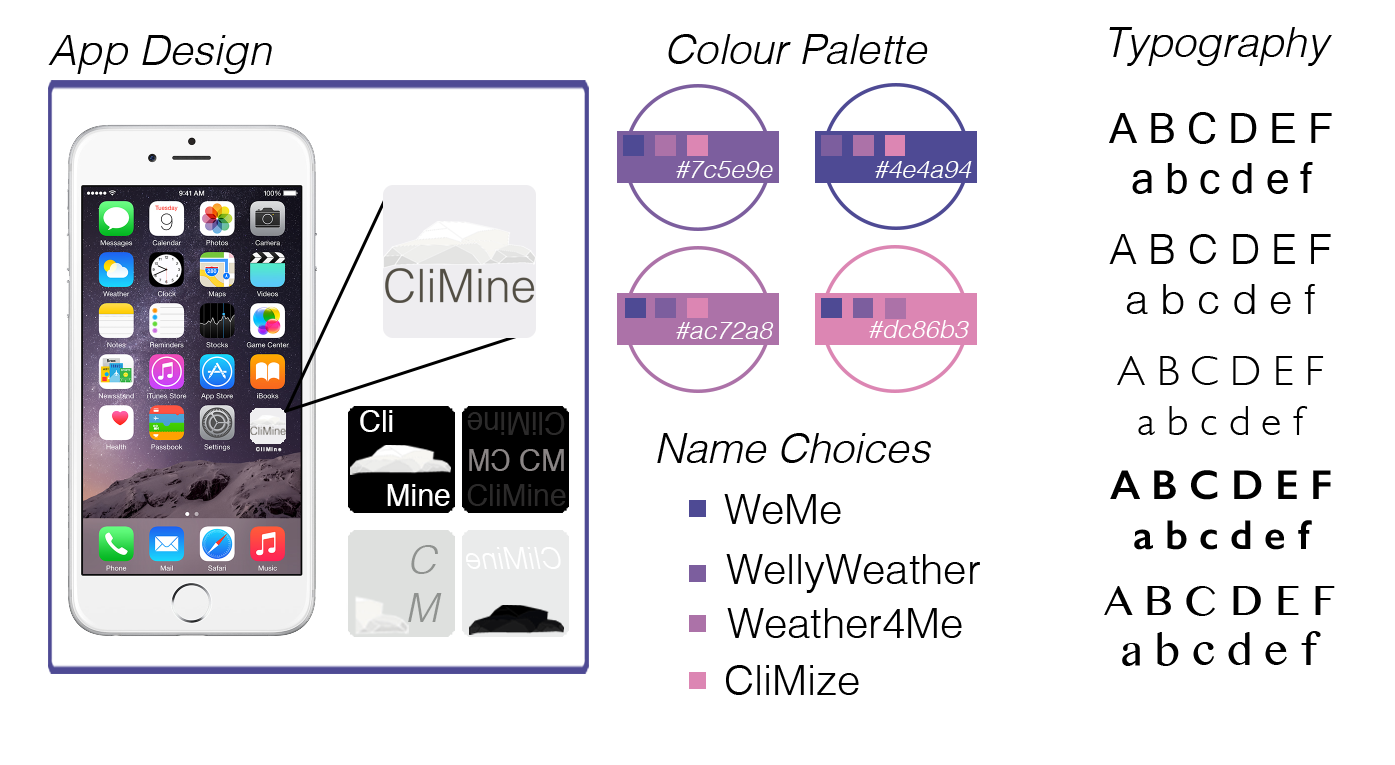 App Design
9:41 AM
100%
Tuesday
9
Messages
Calendar
Photos
Camera
280
Weather
Clock
Maps
Videos
Notes
Reminders
Stocks
Game Center
Newsstand
iTunes Store
App Store
iBooks
CliMine
Health
Passbook
Settings
CliMine
Phone
Mail
Safari
Music
CliMine
Cli
Mine
CliMine
CM CM
CliMine
C
M
CliMine
Colour Palette
#7c5e9e
#4e4a94
#ac72a8
#dc86b3
Name Choices
WeMe
WellyWeather
Weather4Me
CliMize
Typography
A B C D E F
a b c d e f
A B C D E F
a b c d e f
A B C D E F
a b c d e f
A B C D E F
a b c d e f
A B C D E F
a b c d e f